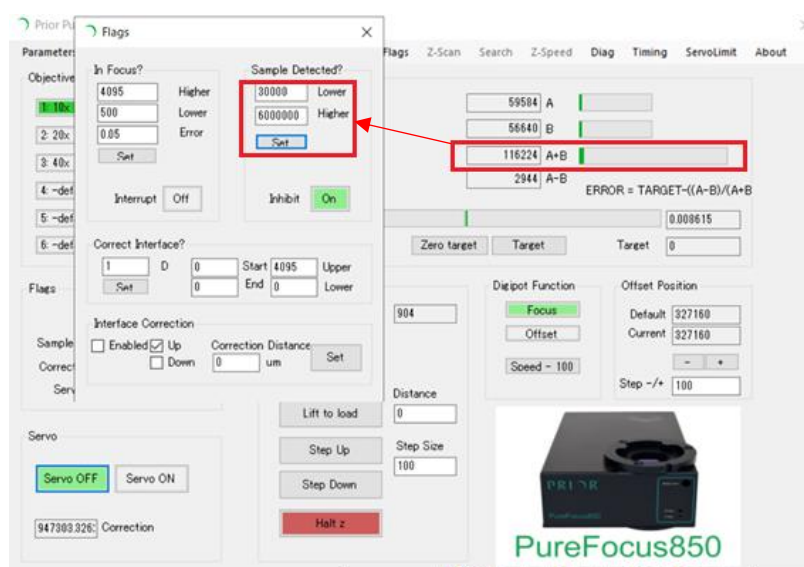 Prior Pu
Flags
Parameter
Flags Z-Scan Search Z-Speed Diag Timing ServoLimit About
Objective
1: 10x
2: 20x
3: 40x
4: -def
5: -def
6: -def
In Focus?
4095 Higher
500 Lower
0.05 Error
Set
Interrupt Off
Sample Detected?
30000 Lower
6000000 Higher
Set
Inhibit On
59584 A
56640 B
116224 A+B
2944 A-B
ERROR = TARGET-((A-B)/(A+B
0.008615
Zero target Target Target 0
Correct Interface?
1 D 0 Start 4095 Upper
Set 0 End 0 Lower
Interface Correction
Enabled Up Correction Distance
Down 0 um Set
Flags
Sample
Correct
Serv
904
Distance
Lift to load 0
Step Up Step Size
100
Step Down
Halt z
Digipot Function
Focus
Offset
Speed - 100
Offset Position
Default 327160
Current 327160
- +
Step -/+ 100
Servo
Servo OFF Servo ON
947303.326: Correction
PRIOR
PureFocus850
PureFocus850